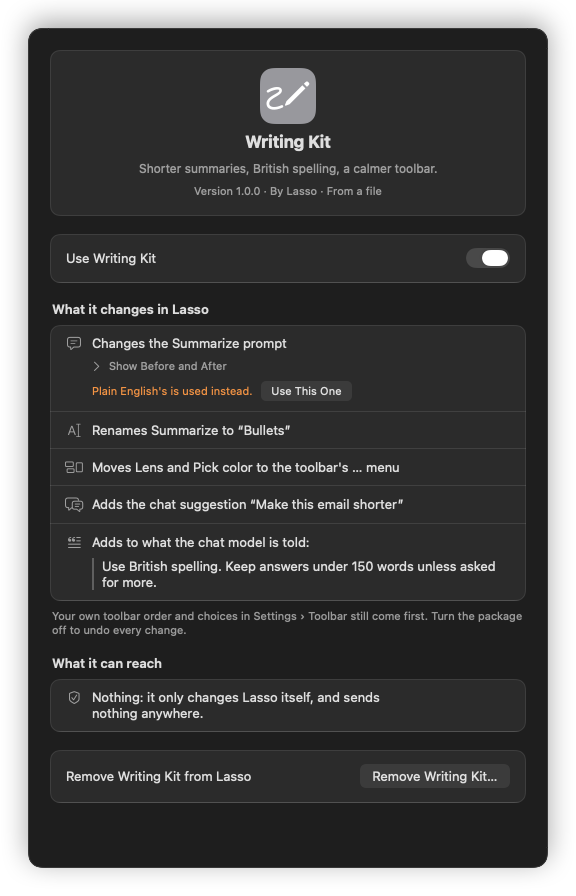 Writing Kit
Shorter summaries, British spelling, a calmer toolbar.
Version 1.0.0 · By Lasso · From a file
Use Writing Kit
What it changes in Lasso
Changes the Summarize prompt
Show Before and After
Plain English's is used instead. Use This One
Renames Summarize to “Bullets”
Moves Lens and Pick color to the toolbar's ... menu
Adds the chat suggestion “Make this email shorter”
Adds to what the chat model is told:
Use British spelling. Keep answers under 150 words unless asked
for more.
Your own toolbar order and choices in Settings › Toolbar still come first. Turn the package
off to undo every change.
What it can reach
Nothing: it only changes Lasso itself, and sends
nothing anywhere.
Remove Writing Kit from Lasso Remove Writing Kit...